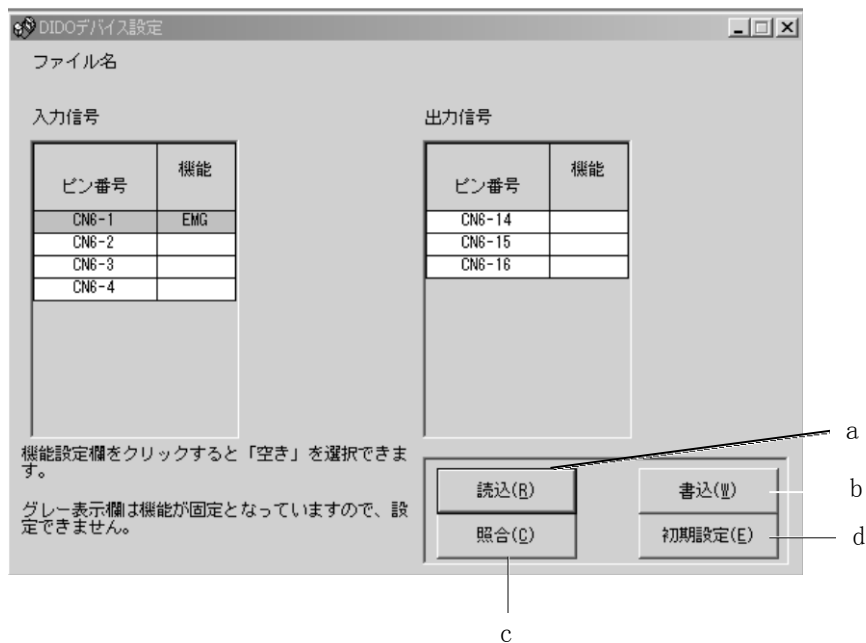 DIDOデバイス設定
ファイル名
入力信号
出力信号
ピン番号 機能
CN6-1 EMG
CN6-2
CN6-3
CN6-4
ピン番号 機能
CN6-14
CN6-15
CN6-16
機能設定欄をクリックすると「空き」を選択できま
す。
グレー表示欄は機能が固定となっていますので、設
定できません。
読込(R)
書込(W)
照合(C)
初期設定(E)
a
b
d
c